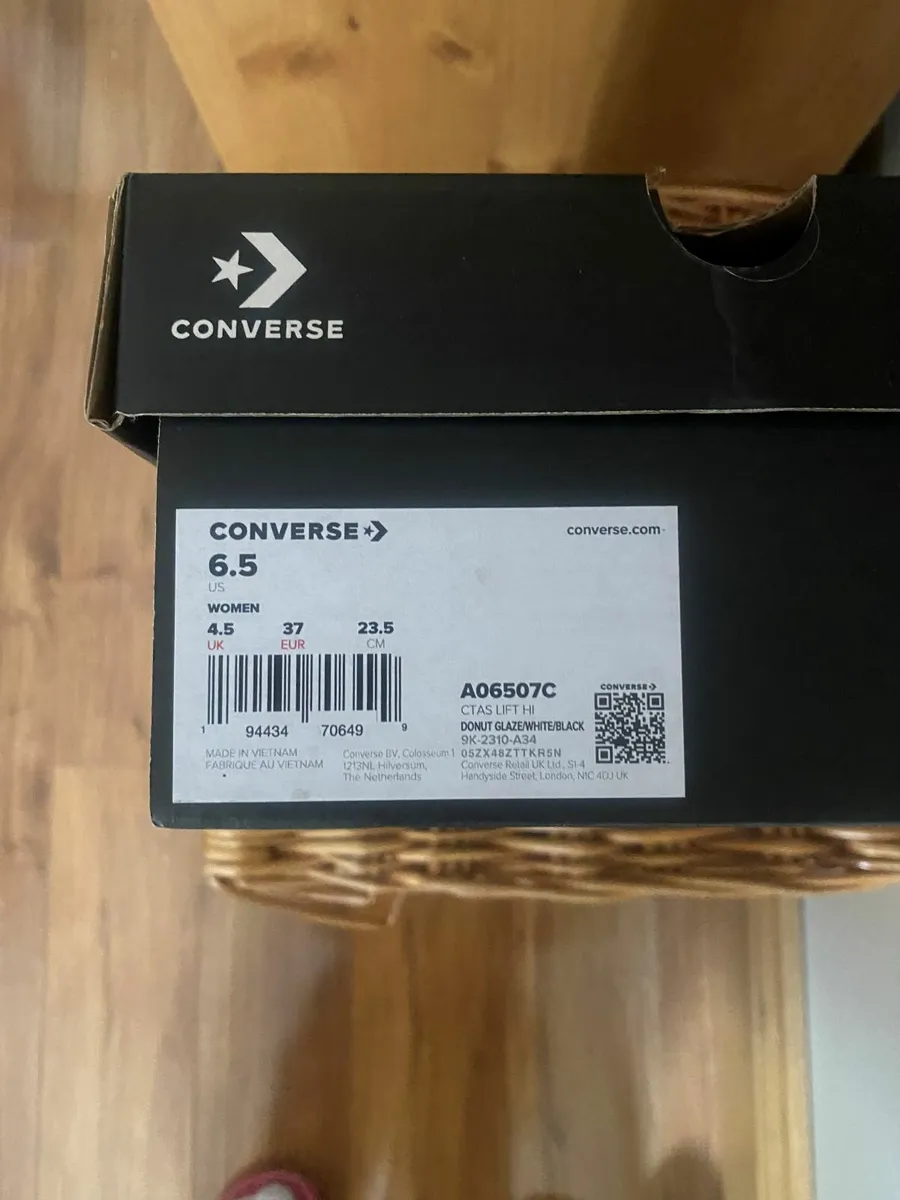 CONVERSE
CONVERSE
converse.com
6.5
US
WOMEN
4.5 37 23.5
UK EUR CM
1 94434 70649 9
MADE IN VIETNAM
FABRIQUE AU VIETNAM
Converse BV, Colosseum 1
1213NL Hilversum,
The Netherlands
A06507C
CTAS LIFT HI
DONUT GLAZE/WHITE/BLACK
9K-2310-A34
05ZX48ZTTKR5N
Converse Retail UK Ltd., S1-4
Handyside Street, London, N1C 4DJ UK
CONVERSE